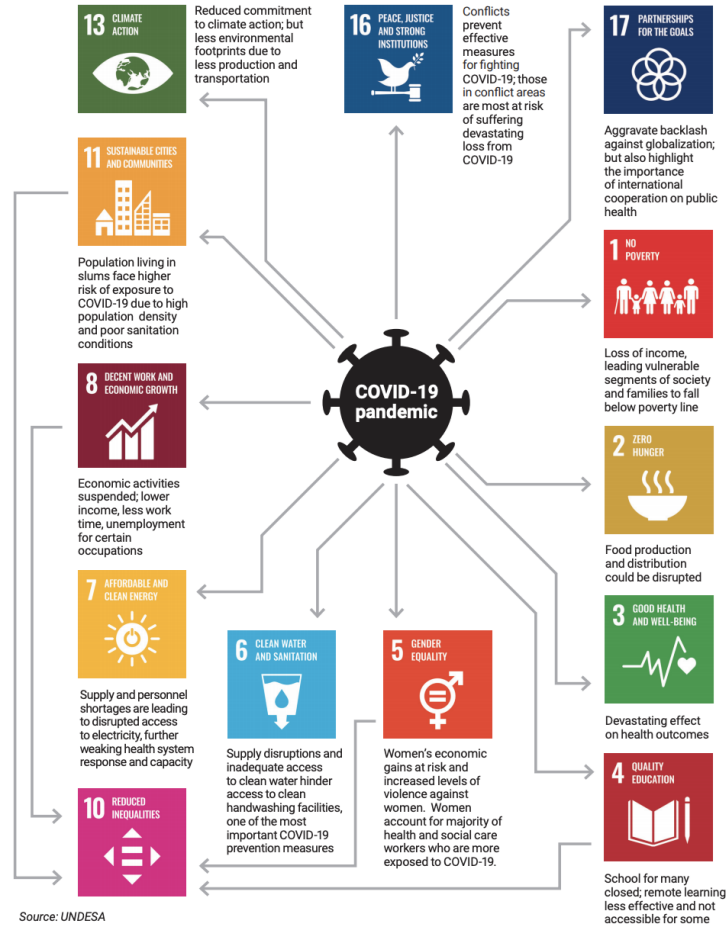 13 CLIMATE
ACTION
Reduced commitment
to climate action; but
less environmental
footprints due to
less production and
transportation
16 PEACE, JUSTICE
AND STRONG
INSTITUTIONS
Conflicts
prevent
effective
measures
for fighting
COVID-19; those
in conflict areas
are most at risk
of suffering
devastating
loss from
COVID-19
17 PARTNERSHIPS
FOR THE GOALS
Aggravate backlash
against globalization;
but also highlight
the importance
of international
cooperation on public
health
11 SUSTAINABLE CITIES
AND COMMUNITIES
Population living in
slums face higher
risk of exposure to
COVID-19 due to high
population density
and poor sanitation
conditions
1 NO
POVERTY
Loss of income,
leading vulnerable
segments of society
and families to fall
below poverty line
COVID-19
pandemic
8 DECENT WORK AND
ECONOMIC GROWTH
Economic activities
suspended; lower
income, less work
time, unemployment
for certain
occupations
2 ZERO
HUNGER
Food production
and distribution
could be disrupted
7 AFFORDABLE AND
CLEAN ENERGY
Supply and personnel
shortages are leading
to disrupted access
to electricity, further
weaking health system
response and capacity
6 CLEAN WATER
AND SANITATION
Supply disruptions and
inadequate access
to clean water hinder
access to clean
handwashing facilities,
one of the most
important COVID-19
prevention measures
5 GENDER
EQUALITY
Women's economic
gains at risk and
increased levels of
violence against
women. Women
account for majority of
health and social care
workers who are more
exposed to COVID-19.
3 GOOD HEALTH
AND WELL-BEING
Devastating effect
on health outcomes
4 QUALITY
EDUCATION
School for many
closed; remote learning
less effective and not
accessible for some
10 REDUCED
INEQUALITIES
Source: UNDESA